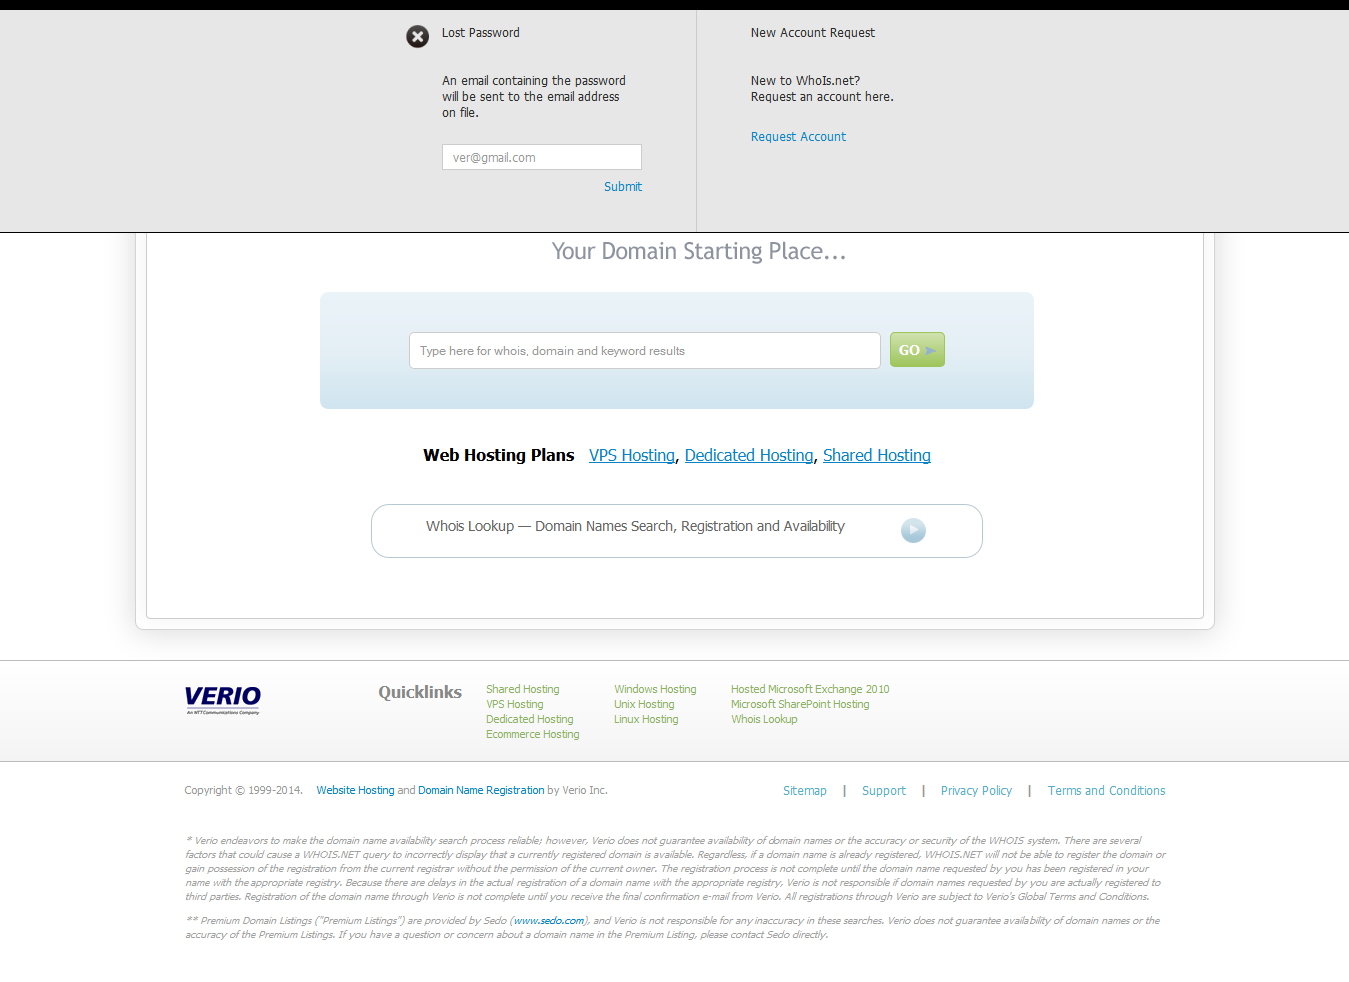 Lost Password
An email containing the password
will be sent to the email address
on file.
ver@gmail.com
Submit
New Account Request
New to WhoIs.net?
Request an account here.
Request Account
Your Domain Starting Place...
Type here for whois, domain and keyword results
GO
Web Hosting Plans VPS Hosting, Dedicated Hosting, Shared Hosting
Whois Lookup — Domain Names Search, Registration and Availability
VERIO
An NTT Communications Company
Quicklinks
Shared Hosting
VPS Hosting
Dedicated Hosting
Ecommerce Hosting
Windows Hosting
Unix Hosting
Linux Hosting
Hosted Microsoft Exchange 2010
Microsoft SharePoint Hosting
Whois Lookup
Copyright © 1999-2014. Website Hosting and Domain Name Registration by Verio Inc.
Sitemap | Support | Privacy Policy | Terms and Conditions
* Verio endeavors to make the domain name availability search process reliable; however, Verio does not guarantee availability of domain names or the accuracy or security of the WHOIS system. There are several
factors that could cause a WHOIS.NET query to incorrectly display that a currently registered domain is available. Regardless, if a domain name is already registered, WHOIS.NET will not be able to register the domain or
gain possession of the registration from the current registrar without the permission of the current owner. The registration process is not complete until the domain name requested by you has been registered in your
name with the appropriate registry. Because there are delays in the actual registration of a domain name with the appropriate registry, Verio is not responsible if domain names requested by you are actually registered to
third parties. Registration of the domain name through Verio is not complete until you receive the final confirmation e-mail from Verio. All registrations through Verio are subject to Verio's Global Terms and Conditions.
** Premium Domain Listings ("Premium Listings") are provided by Sedo (www.sedo.com), and Verio is not responsible for any inaccuracy in these searches. Verio does not guarantee availability of domain names or the
accuracy of the Premium Listings. If you have a question or concern about a domain name in the Premium Listing, please contact Sedo directly.